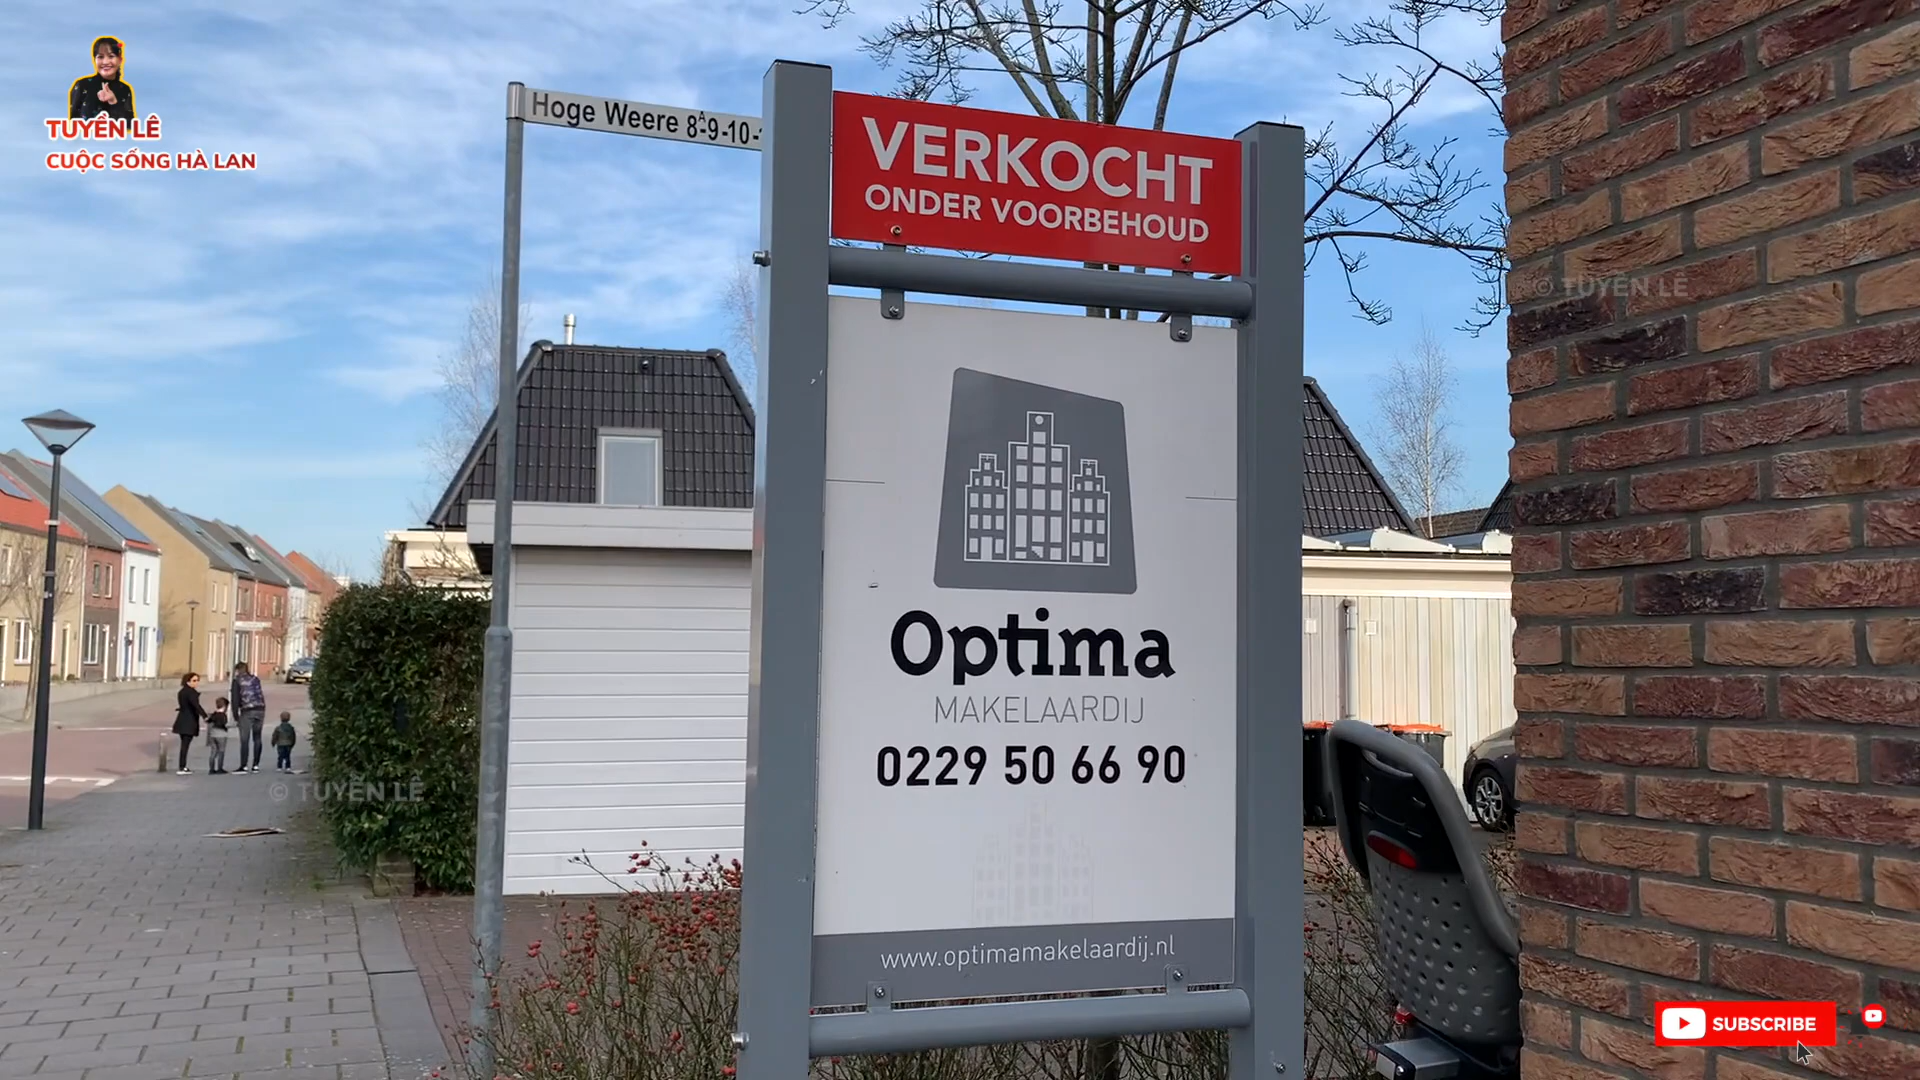 TUYỀN LÊ
CUỘC SỐNG HÀ LAN
Hoge Weere 8A-9-10-
VERKOCHT
ONDER VOORBEHOUD
© TUYỀN LÊ
Optima
MAKELAARDIJ
0229 50 66 90
© TUYỀN LÊ
www.optimamakelaardij.nl
SUBSCRIBE